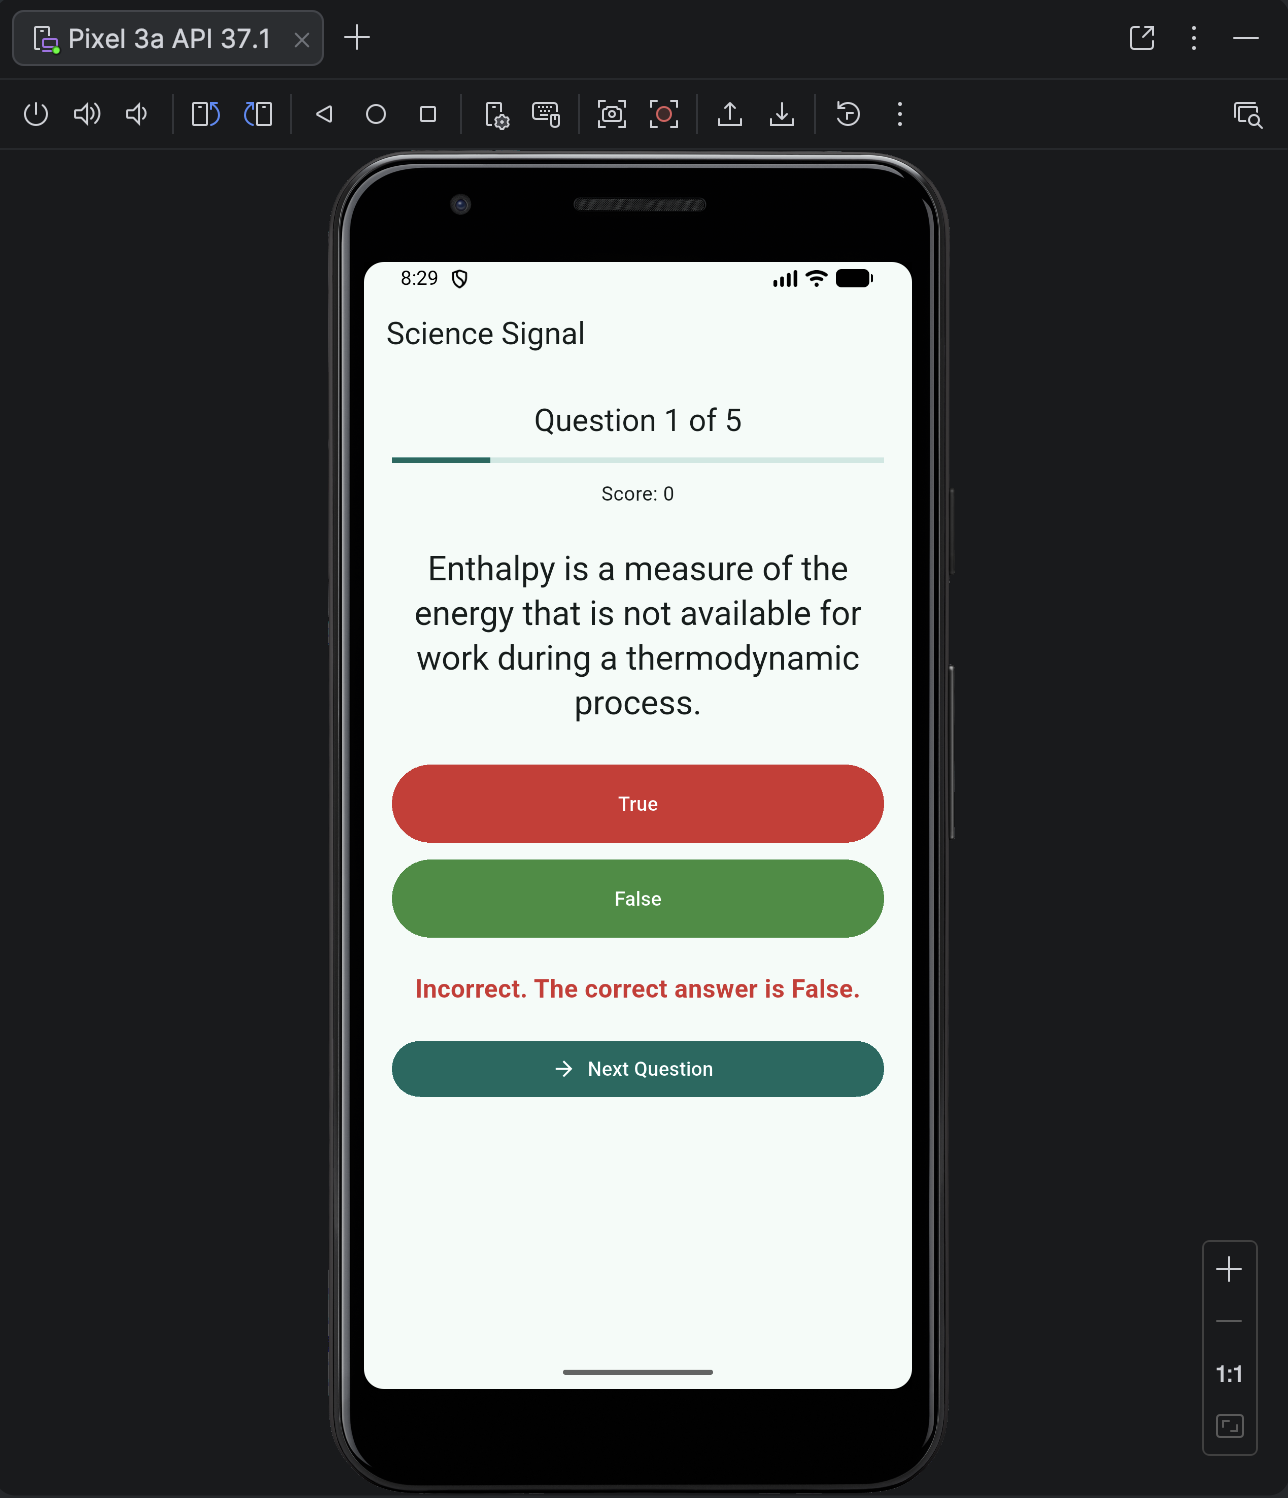 Pixel 3a API 37.1
8:29
Science Signal
Question 1 of 5
Score: 0
Enthalpy is a measure of the
energy that is not available for
work during a thermodynamic
process.
True
False
Incorrect. The correct answer is False.
Next Question
1:1